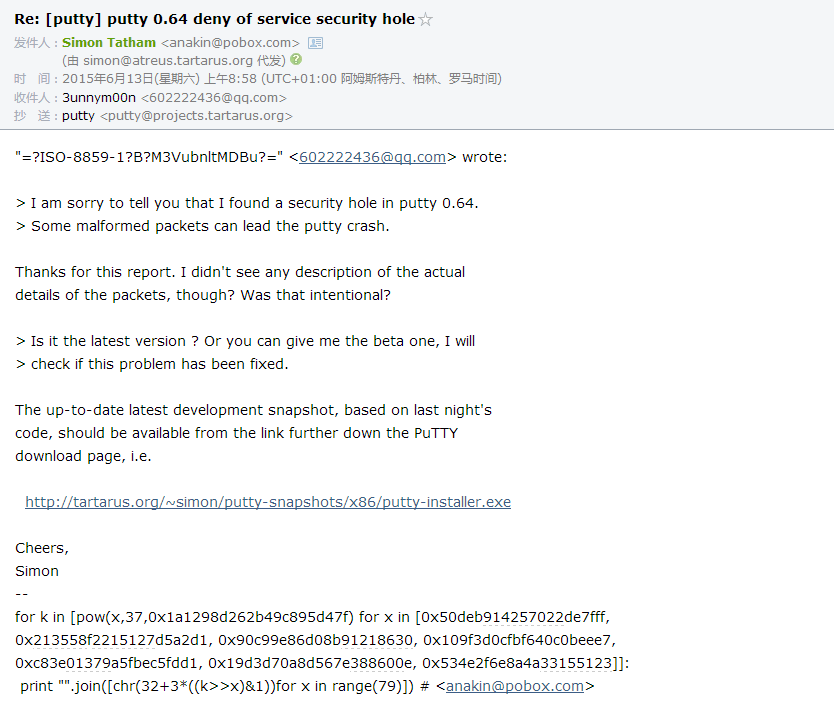 Re: [putty] putty 0.64 deny of service security hole☆
发件人：Simon Tatham <anakin@pobox.com>
(由 simon@atreus.tartarus.org 代发)
时　间：2015年6月13日(星期六) 上午8:58 (UTC+01:00 阿姆斯特丹、柏林、罗马时间)
收件人：3unnym00n <602222436@qq.com>
抄　送：putty <putty@projects.tartarus.org>
"=?ISO-8859-1?B?M3VubnltMDBu?=" <602222436@qq.com> wrote:
> I am sorry to tell you that I found a security hole in putty 0.64.
> Some malformed packets can lead the putty crash.
Thanks for this report. I didn't see any description of the actual
details of the packets, though? Was that intentional?
> Is it the latest version ? Or you can give me the beta one, I will
> check if this problem has been fixed.
The up-to-date latest development snapshot, based on last night's
code, should be available from the link further down the PuTTY
download page, i.e.
http://tartarus.org/~simon/putty-snapshots/x86/putty-installer.exe
Cheers,
Simon
--
for k in [pow(x,37,0x1a1298d262b49c895d47f) for x in [0x50deb914257022de7fff,
0x213558f2215127d5a2d1, 0x90c99e86d08b91218630, 0x109f3d0cfbf640c0beee7,
0xc83e01379a5fbec5fdd1, 0x19d3d70a8d567e388600e, 0x534e2f6e8a4a33155123]]:
print "".join([chr(32+3*((k>>x)&1))for x in range(79)]) # <anakin@pobox.com>